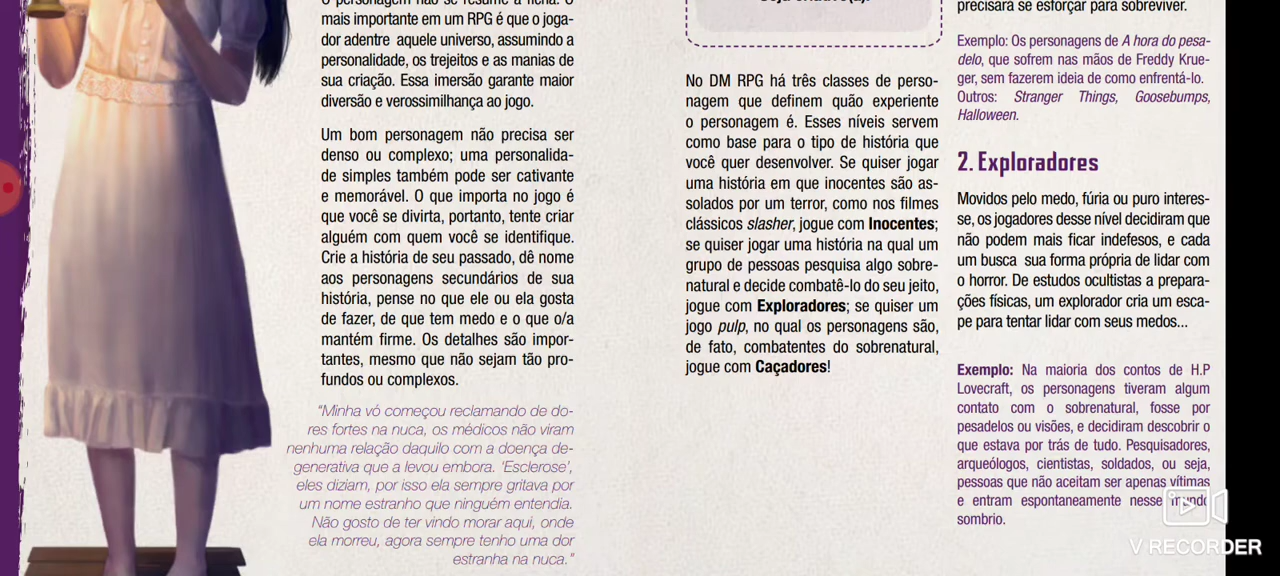 mais importante em um RPG é que o joga-
dor adentre aquele universo, assumindo a
personalidade, os trejeitos e as manias de
sua criação. Essa imersão garante maior
diversão e verossimilhança ao jogo.
Um bom personagem não precisa ser
denso ou complexo; uma personalida-
de simples também pode ser cativante
e memorável. O que importa no jogo é
que você se divirta, portanto, tente criar
alguém com quem você se identifique.
Crie a história de seu passado, dê nome
aos personagens secundários de sua
história, pense no que ele ou ela gosta
de fazer, de que tem medo e o que o/a
mantém firme. Os detalhes são impor-
tantes, mesmo que não sejam tão pro-
fundos ou complexos.
“Minha vó começou reclamando de do-
res fortes na nuca, os médicos não viram
nenhuma relação daquilo com a doença de-
generativa que a levou embora. ‘Esclerose’,
eles diziam, por isso ela sempre gritava por
um nome estranho que ninguém entendia.
Não gosto de ter vindo morar aqui, onde
ela morreu, agora sempre tenho uma dor
estranha na nuca.”
No DM RPG há três classes de perso-
nagem que definem quão experiente
o personagem é. Esses níveis servem
como base para o tipo de história que
você quer desenvolver. Se quiser jogar
uma história em que inocentes são as-
solados por um terror, como nos filmes
clássicos slasher, jogue com Inocentes;
se quiser jogar uma história na qual um
grupo de pessoas pesquisa algo sobre-
natural e decide combatê-lo do seu jeito,
jogue com Exploradores; se quiser um
jogo pulp, no qual os personagens são,
de fato, combatentes do sobrenatural,
jogue com Caçadores!
precisará se esforçar para sobreviver.
Exemplo: Os personagens de A hora do pesa-
delo, que sofrem nas mãos de Freddy Krue-
ger, sem fazerem ideia de como enfrentá-lo.
Outros: Stranger Things, Goosebumps,
Halloween.
2. Exploradores
Movidos pelo medo, fúria ou puro interes-
se, os jogadores desse nível decidiram que
não podem mais ficar indefesos, e cada
um busca sua forma própria de lidar com
o horror. De estudos ocultistas a prepara-
ções físicas, um explorador cria um esca-
pe para tentar lidar com seus medos...
Exemplo: Na maioria dos contos de H.P
Lovecraft, os personagens tiveram algum
contato com o sobrenatural, fosse por
pesadelos ou visões, e decidiram descobrir o
que estava por trás de tudo. Pesquisadores,
arqueólogos, cientistas, soldados, ou seja,
pessoas que não aceitam ser apenas vítimas
e entram espontaneamente nesse mundo
sombrio.
V RECORDER